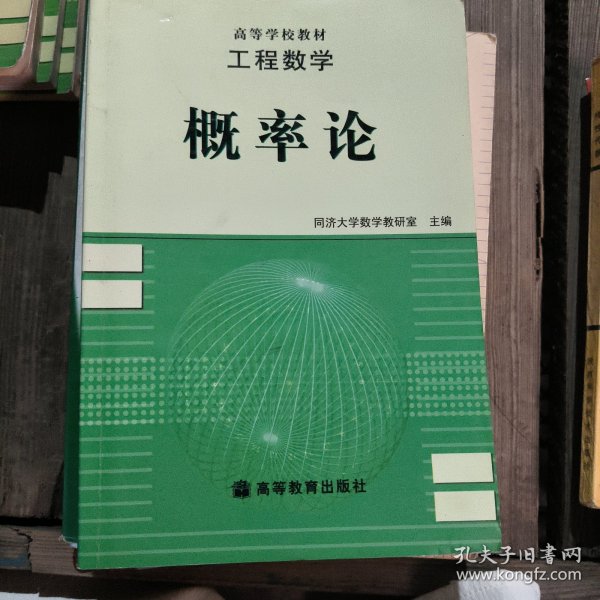 高等学校教材
工程数学
概率论
同济大学数学教研室 主编
高等教育出版社
孔夫子旧书网
www.kongfz.com